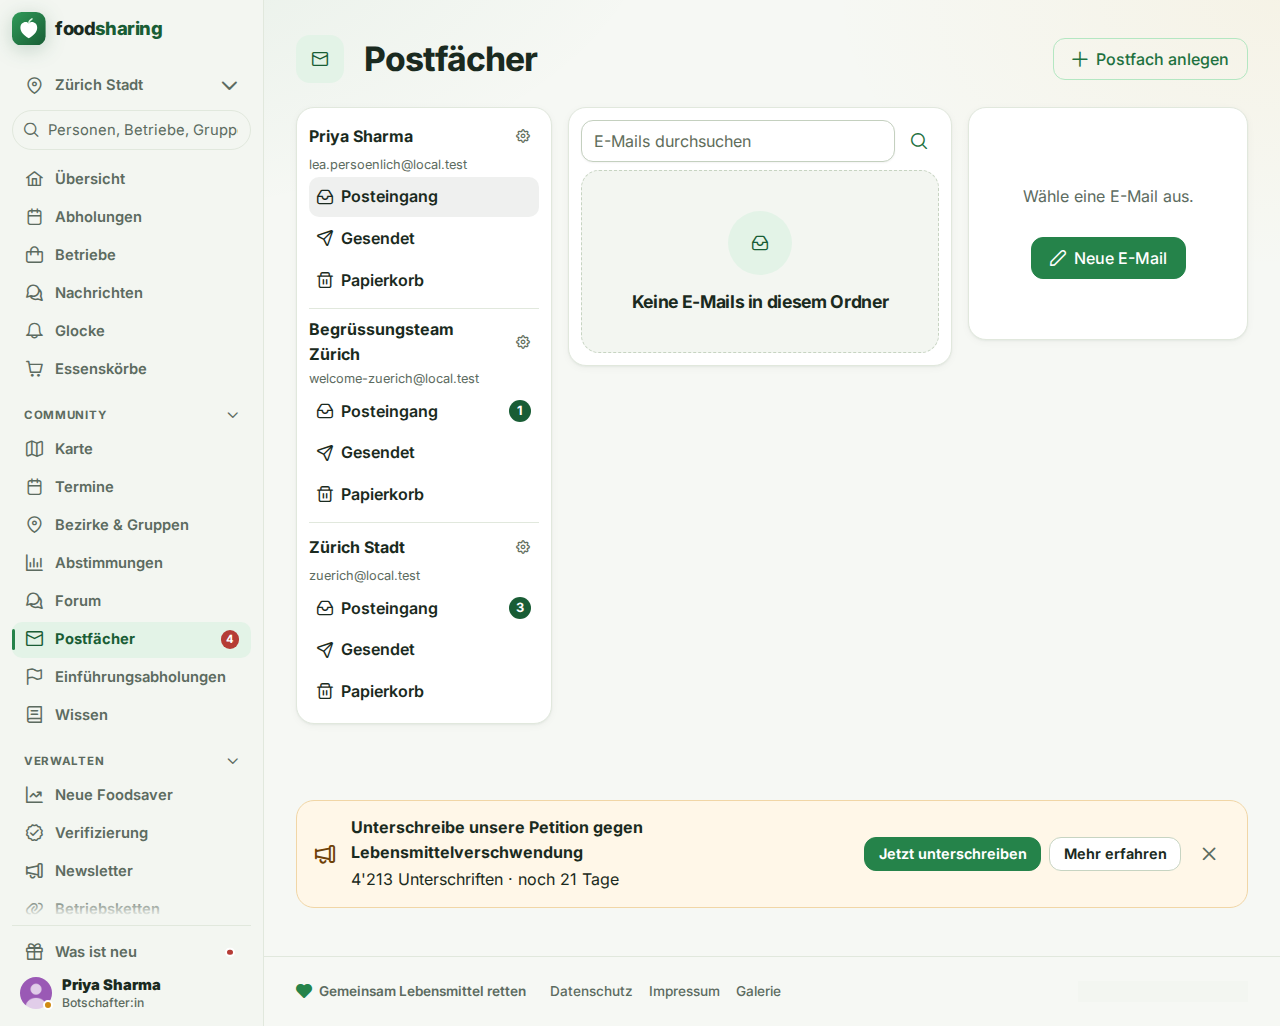 foodsharing
Zürich Stadt
Personen, Betriebe, Grupp
Übersicht
Abholungen
Betriebe
Nachrichten
Glocke
Essenskörbe
COMMUNITY
Karte
Termine
Bezirke & Gruppen
Abstimmungen
Forum
Postfächer
4
Einführungsabholungen
Wissen
VERWALTEN
Neue Foodsaver
Verifizierung
Newsletter
Betriebsketten
Was ist neu
Priya Sharma
Botschafter:in
Postfächer
Postfach anlegen
Priya Sharma
lea.persoenlich@local.test
Posteingang
Gesendet
Papierkorb
Begrüssungsteam
Zürich
welcome-zuerich@local.test
Posteingang
1
Gesendet
Papierkorb
Zürich Stadt
zuerich@local.test
Posteingang
3
Gesendet
Papierkorb
E-Mails durchsuchen
Keine E-Mails in diesem Ordner
Wähle eine E-Mail aus.
Neue E-Mail
Unterschreibe unsere Petition gegen
Lebensmittelverschwendung
4'213 Unterschriften · noch 21 Tage
Jetzt unterschreiben
Mehr erfahren
Gemeinsam Lebensmittel retten
Datenschutz
Impressum
Galerie